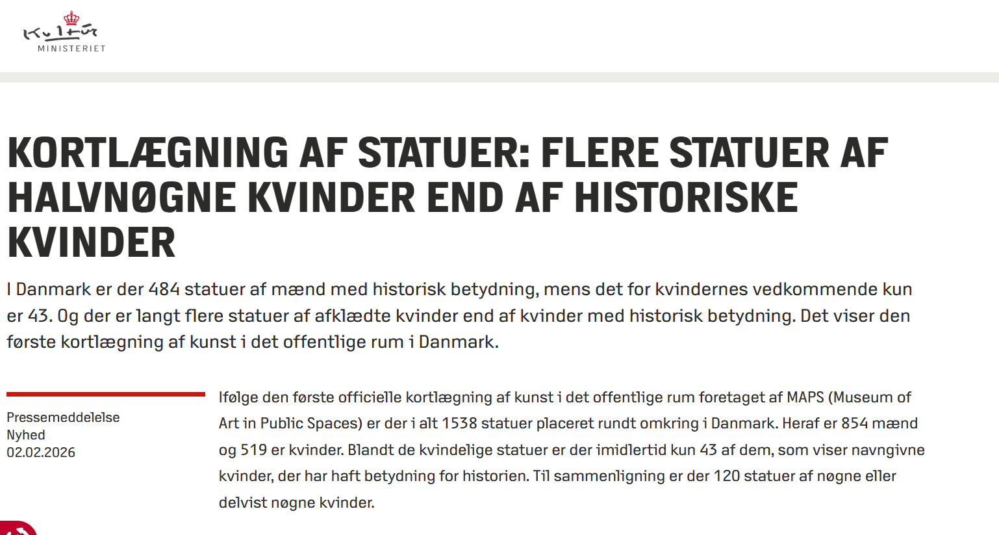 Kultur
MINISTERIET
KORTLÆGNING AF STATUER: FLERE STATUER AF
HALVNØGNE KVINDER END AF HISTORISKE
KVINDER
I Danmark er der 484 statuer af mænd med historisk betydning, mens det for kvindernes vedkommende kun
er 43. Og der er langt flere statuer af afklædte kvinder end af kvinder med historisk betydning. Det viser den
første kortlægning af kunst i det offentlige rum i Danmark.
Pressemeddelelse
Nyhed
02.02.2026
Ifølge den første officielle kortlægning af kunst i det offentlige rum foretaget af MAPS (Museum of
Art in Public Spaces) er der i alt 1538 statuer placeret rundt omkring i Danmark. Heraf er 854 mænd
og 519 er kvinder. Blandt de kvindelige statuer er der imidlertid kun 43 af dem, som viser navngivne
kvinder, der har haft betydning for historien. Til sammenligning er der 120 statuer af nøgne eller
delvist nøgne kvinder.